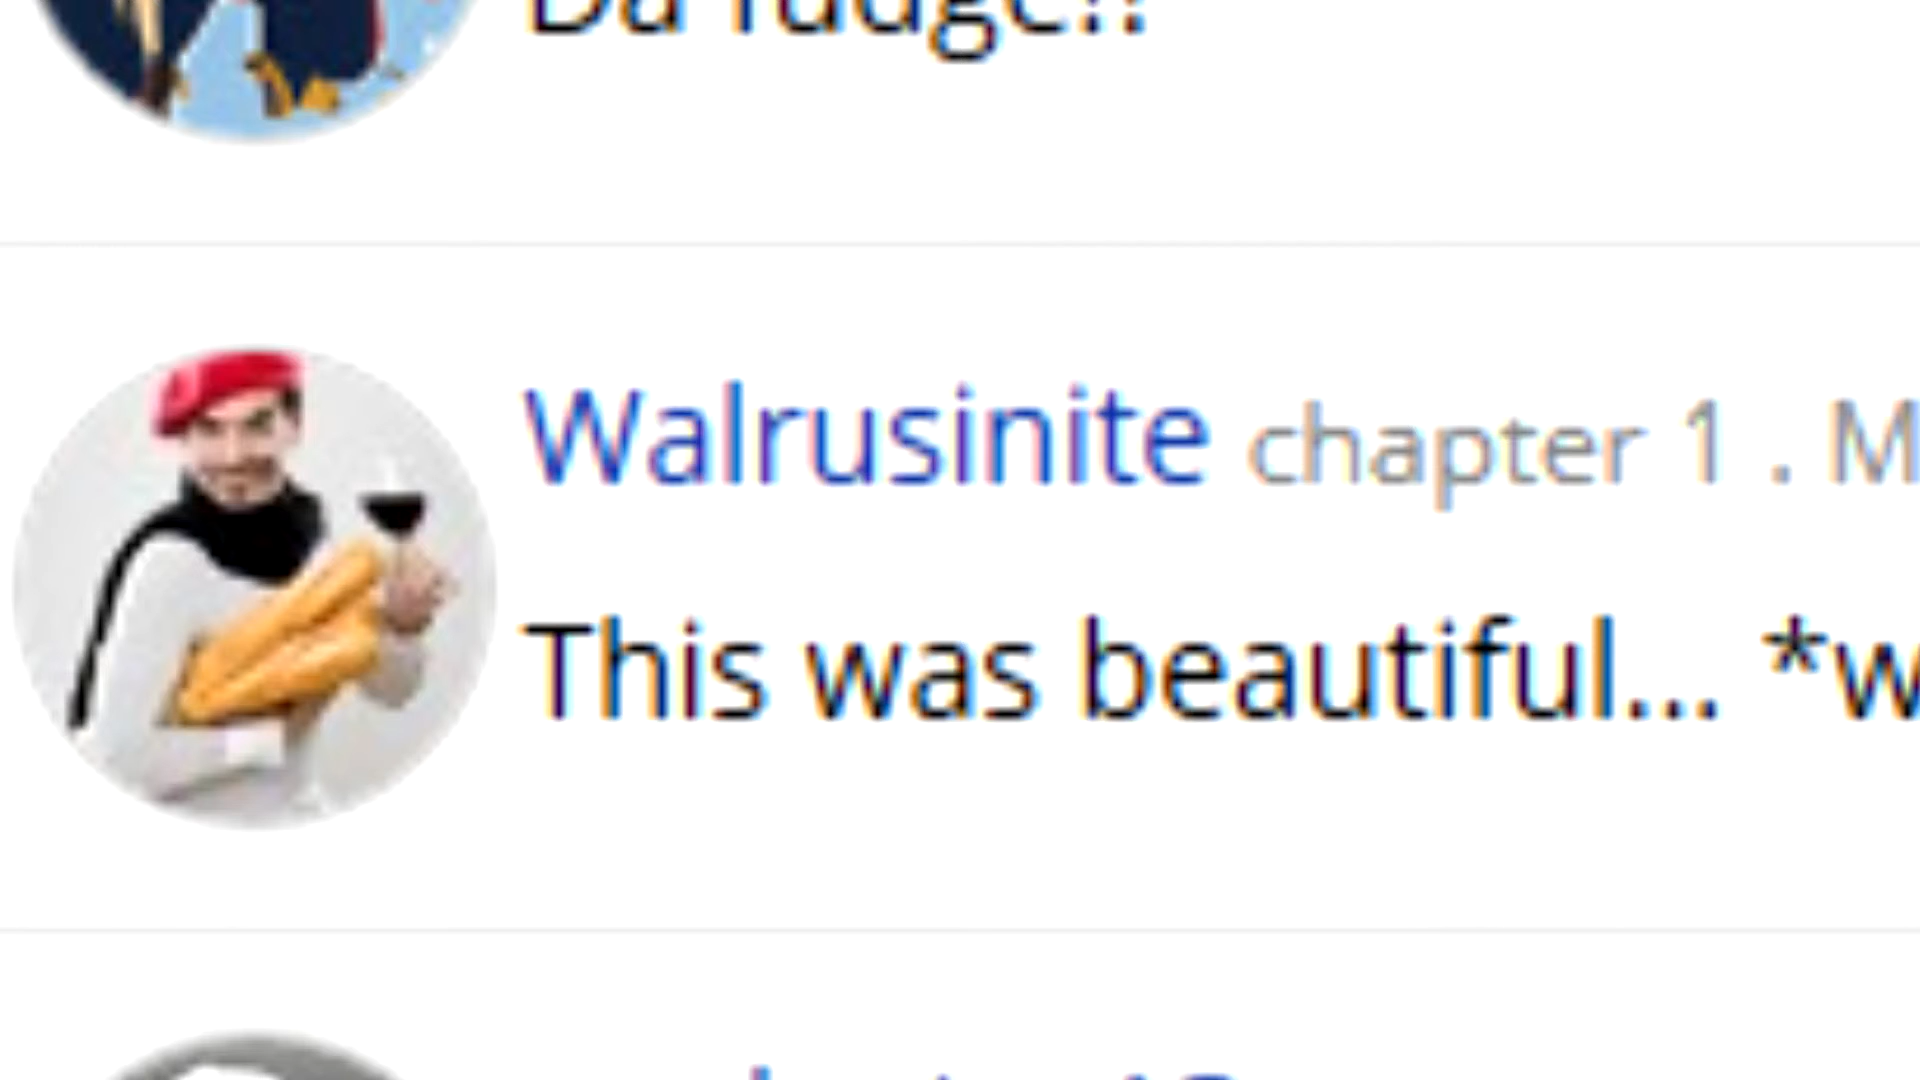 Da fudge!!
Walrusinite chapter 1 . M
This was beautiful... *w